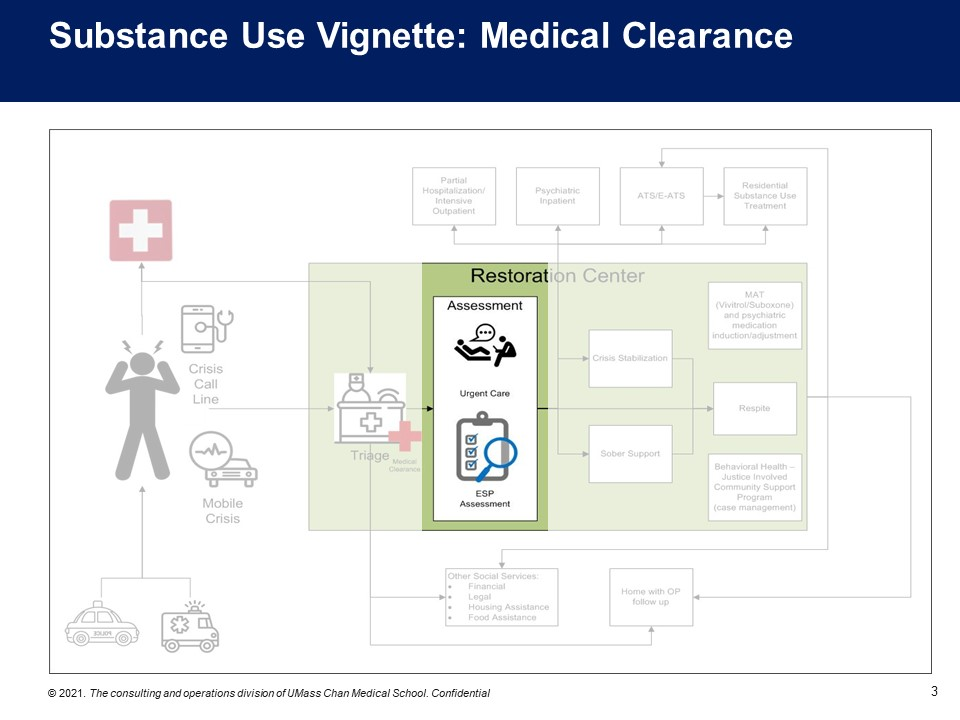 Substance Use Vignette: Medical Clearance
Partial
Hospitalization/
Intensive
Outpatient
Psychiatric
Inpatient
ATS/E-ATS
Residential
Substance Use
Treatment
Restoration Center
Assessment
Urgent Care
ESP
Assessment
Crisis
Call
Line
Mobile
Crisis
Triage
Medical
Clearance
Crisis Stabilization
Sober Support
MAT
(Vivitrol/Suboxone)
and psychiatric
medication
induction/adjustment
Respite
Behavioral Health –
Justice Involved
Community Support
Program
(case management)
POLICE
Other Social Services:
• Financial
• Legal
• Housing Assistance
• Food Assistance
Home with OP
follow up
© 2021. The consulting and operations division of UMass Chan Medical School. Confidential
3